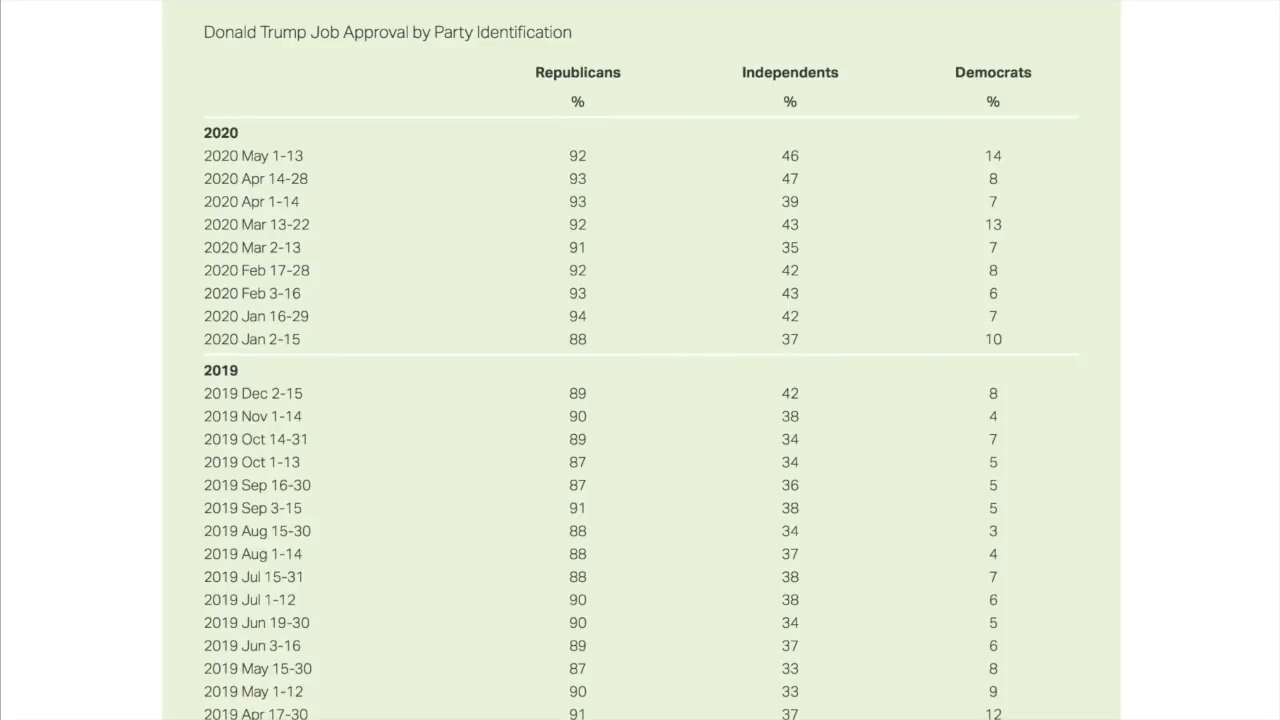 Donald Trump Job Approval by Party Identification
Republicans Independents Democrats
% % %
2020
2020 May 1-13 92 46 14
2020 Apr 14-28 93 47 8
2020 Apr 1-14 93 39 7
2020 Mar 13-22 92 43 13
2020 Mar 2-13 91 35 7
2020 Feb 17-28 92 42 8
2020 Feb 3-16 93 43 6
2020 Jan 16-29 94 42 7
2020 Jan 2-15 88 37 10
2019
2019 Dec 2-15 89 42 8
2019 Nov 1-14 90 38 4
2019 Oct 14-31 89 34 7
2019 Oct 1-13 87 34 5
2019 Sep 16-30 87 36 5
2019 Sep 3-15 91 38 5
2019 Aug 15-30 88 34 3
2019 Aug 1-14 88 37 4
2019 Jul 15-31 88 38 7
2019 Jul 1-12 90 38 6
2019 Jun 19-30 90 34 5
2019 Jun 3-16 89 37 6
2019 May 15-30 87 33 8
2019 May 1-12 90 33 9
2019 Apr 17-30 91 37 12